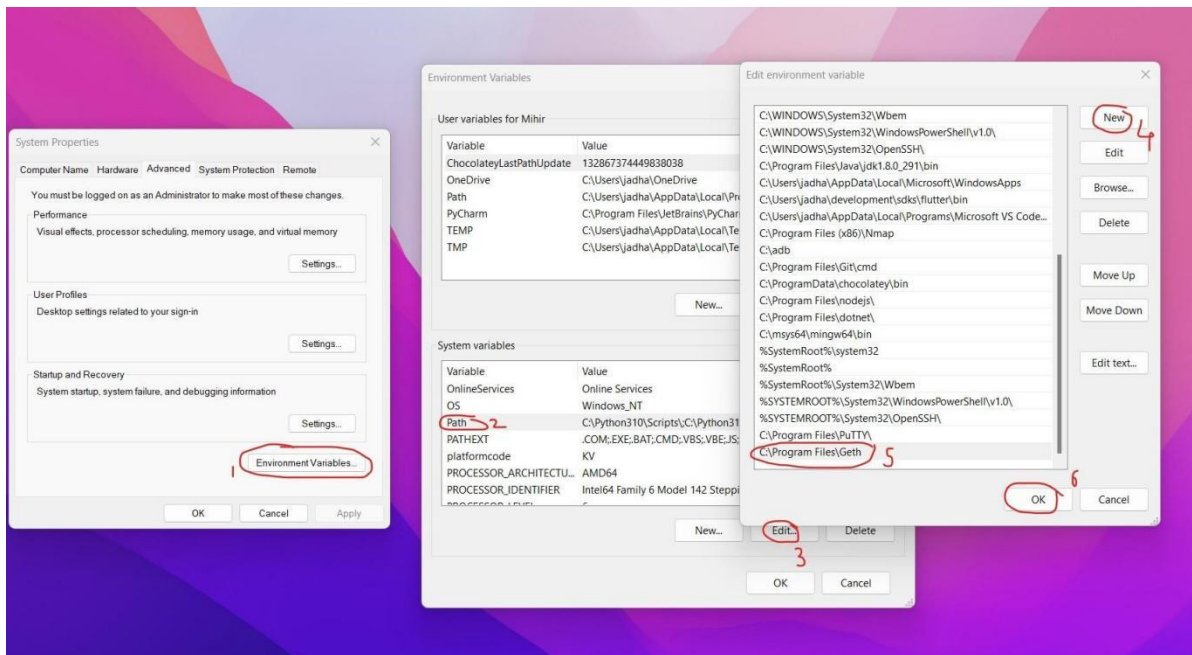 System Properties
Computer Name Hardware Advanced System Protection Remote
You must be logged on as an Administrator to make most of these changes.
Performance
Visual effects, processor scheduling, memory usage, and virtual memory
Settings...
User Profiles
Desktop settings related to your sign-in
Settings...
Startup and Recovery
System startup, system failure, and debugging information
Settings...
1 Environment Variables...
OK Cancel Apply
Environment Variables
User variables for Mihir
Variable Value
ChocolateyLastPathUpdate 132867374449838038
OneDrive C:\Users\jadha\OneDrive
Path C:\Users\jadha\AppData\Local\Pr
PyCharm C:\Program Files\JetBrains\PyChar
TEMP C:\Users\jadha\AppData\Local\Te
TMP C:\Users\jadha\AppData\Local\Te
New...
System variables
Variable Value
OnlineServices Online Services
OS Windows_NT
Path 2 C:\Python310\Scripts\;C:\Python31
PATHEXT .COM;.EXE;.BAT;.CMD;.VBS;.VBE;.JS;
platformcode KV
PROCESSOR_ARCHITECTU... AMD64
PROCESSOR_IDENTIFIER Intel64 Family 6 Model 142 Steppi
New... Edit... Delete
3
OK Cancel
Edit environment variable
C:\WINDOWS\System32\Wbem
C:\WINDOWS\System32\WindowsPowerShell\v1.0\
C:\WINDOWS\System32\OpenSSH\
C:\Program Files\Java\jdk1.8.0_291\bin
C:\Users\jadha\AppData\Local\Microsoft\WindowsApps
C:\Users\jadha\development\sdks\flutter\bin
C:\Users\jadha\AppData\Local\Programs\Microsoft VS Code...
C:\Program Files (x86)\Nmap
C:\adb
C:\Program Files\Git\cmd
C:\ProgramData\chocolatey\bin
C:\Program Files\nodejs\
C:\Program Files\dotnet\
C:\msys64\mingw64\bin
%SystemRoot%\system32
%SystemRoot%
%SystemRoot%\System32\Wbem
%SYSTEMROOT%\System32\WindowsPowerShell\v1.0\
%SYSTEMROOT%\System32\OpenSSH\
C:\Program Files\PuTTY\
C:\Program Files\Geth 5
New 4
Edit
Browse...
Delete
Move Up
Move Down
Edit text...
6
OK Cancel